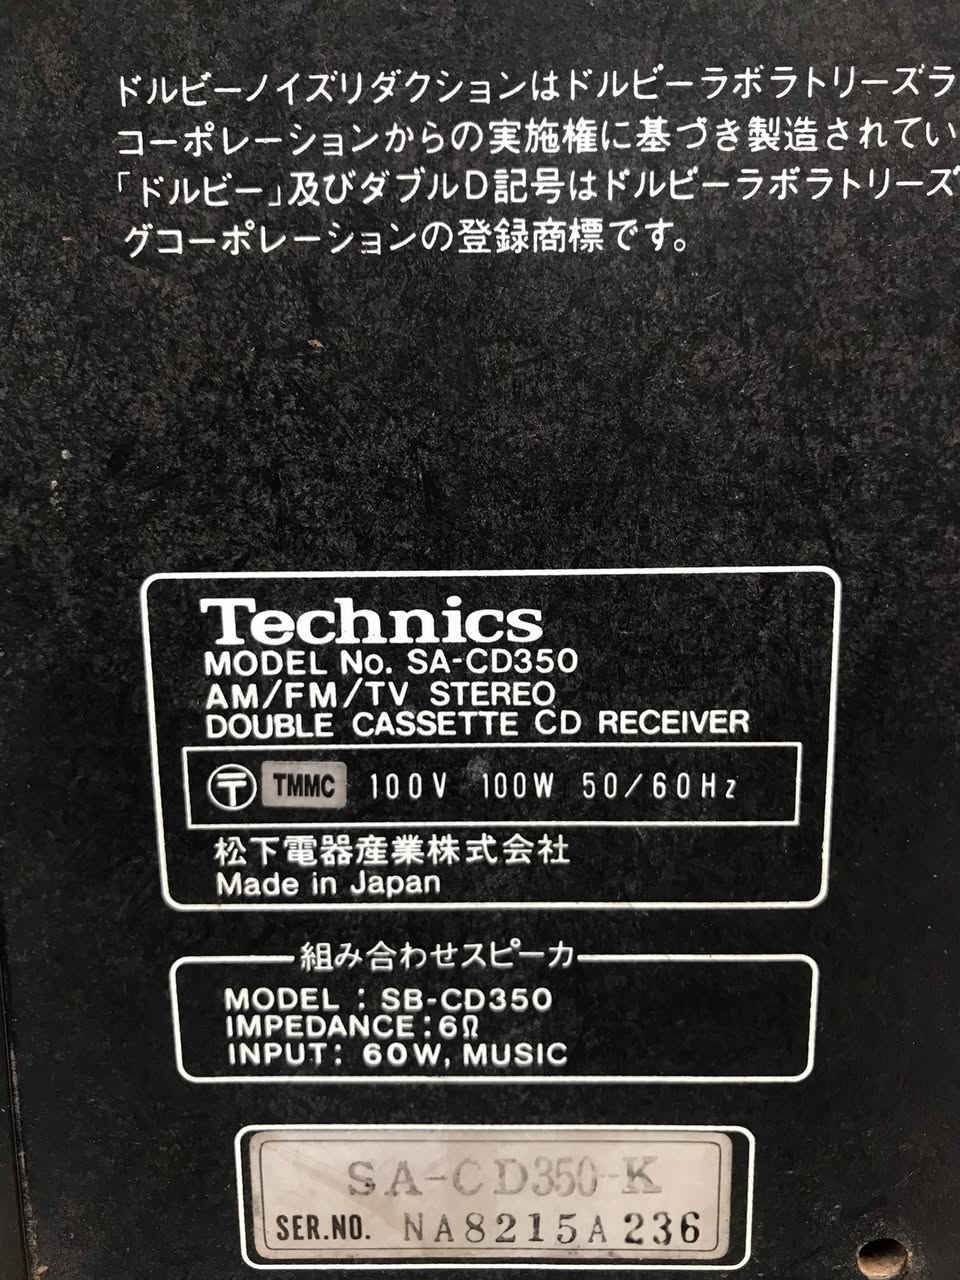 ドルビーノイズリダクションはドルビーラボラトリーズラ
コーポレーションからの実施権に基づき製造されてい
「ドルビー」及びダブルD記号はドルビーラボラトリーズ
グコーポレーションの登録商標です。
Technics
MODEL No. SA-CD350
AM/FM/TV STEREO
DOUBLE CASSETTE CD RECEIVER
〒 TMMC 100V 100W 50/60Hz
松下電器産業株式会社
Made in Japan
組み合わせスピーカ
MODEL : SB-CD350
IMPEDANCE : 6Ω
INPUT : 60W, MUSIC
SA-CD350-K
SER.NO. NA8215A236